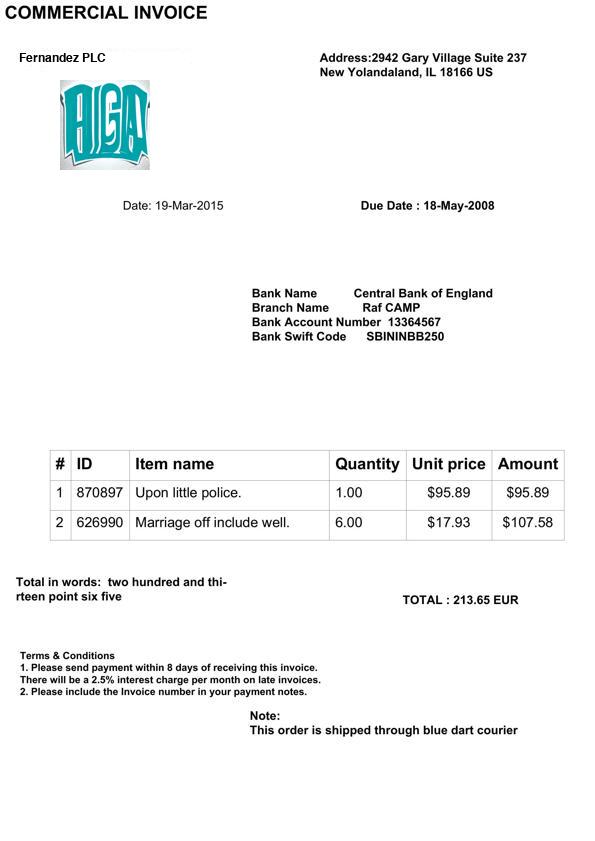 COMMERCIAL INVOICE
Fernandez PLC
Address:2942 Gary Village Suite 237
New Yolandaland, IL 18166 US
Date: 19-Mar-2015 Due Date : 18-May-2008
Bank Name Central Bank of England
Branch Name Raf CAMP
Bank Account Number 13364567
Bank Swift Code SBININBB250
# ID Item name Quantity Unit price Amount
1 870897 Upon little police. 1.00 $95.89 $95.89
2 626990 Marriage off include well. 6.00 $17.93 $107.58
Total in words: two hundred and thi-
rteen point six five
TOTAL : 213.65 EUR
Terms & Conditions
1. Please send payment within 8 days of receiving this invoice.
There will be a 2.5% interest charge per month on late invoices.
2. Please include the Invoice number in your payment notes.
Note:
This order is shipped through blue dart courier